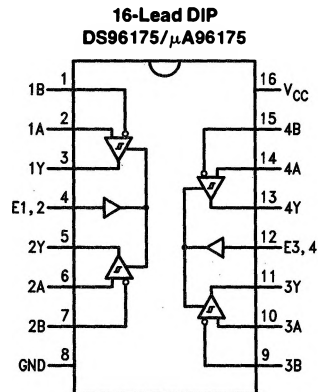 16-Lead DIP
DS96175/μA96175
1B 1
1A 2
1Y 3
E1, 2 4
2Y 5
2A 6
2B 7
GND 8
16 VCC
15 4B
14 4A
13 4Y
12 E3, 4
11 3Y
10 3A
9 3B